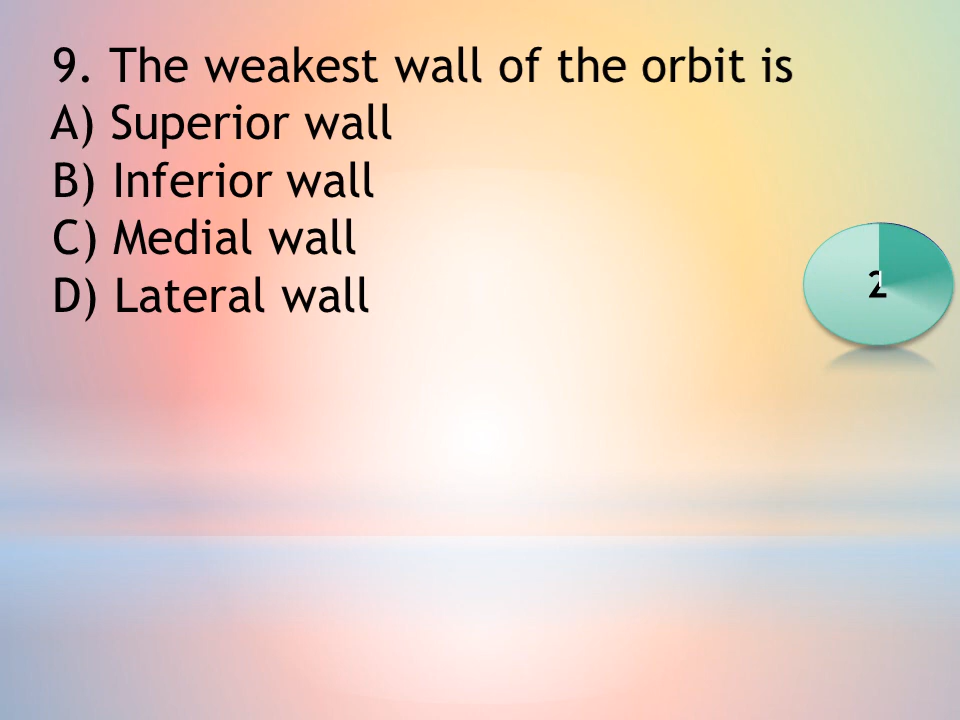 9. The weakest wall of the orbit is
A) Superior wall
B) Inferior wall
C) Medial wall
D) Lateral wall
2